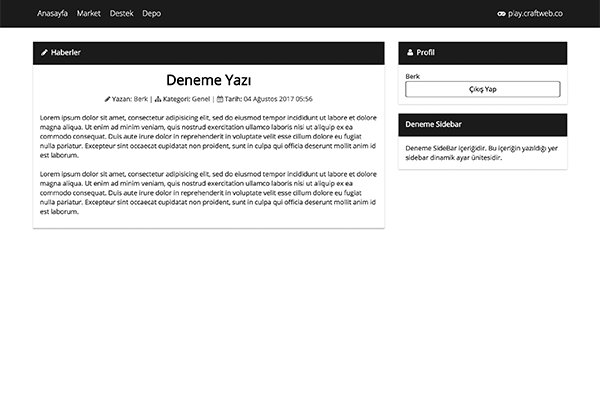 Anasayfa Market Destek Depo play.craftweb.co
Haberler
Deneme Yazı
Yazan: Berk | Kategori: Genel | Tarih: 04 Ağustos 2017 05:56
Lorem ipsum dolor sit amet, consectetur adipisicing elit, sed do eiusmod tempor incididunt ut labore et dolore
magna aliqua. Ut enim ad minim veniam, quis nostrud exercitation ullamco laboris nisi ut aliquip ex ea
commodo consequat. Duis aute irure dolor in reprehenderit in voluptate velit esse cillum dolore eu fugiat
nulla pariatur. Excepteur sint occaecat cupidatat non proident, sunt in culpa qui officia deserunt mollit anim id
est laborum.
Lorem ipsum dolor sit amet, consectetur adipisicing elit, sed do eiusmod tempor incididunt ut labore et dolore
magna aliqua. Ut enim ad minim veniam, quis nostrud exercitation ullamco laboris nisi ut aliquip ex ea
commodo consequat. Duis aute irure dolor in reprehenderit in voluptate velit esse cillum dolore eu fugiat
nulla pariatur. Excepteur sint occaecat cupidatat non proident, sunt in culpa qui officia deserunt mollit anim id
est laborum.
Profil
Berk
Çıkış Yap
Deneme Sidebar
Deneme SideBar içeriğidir. Bu içeriğin yazıldığı yer
sidebar dinamik ayar ünitesidir.